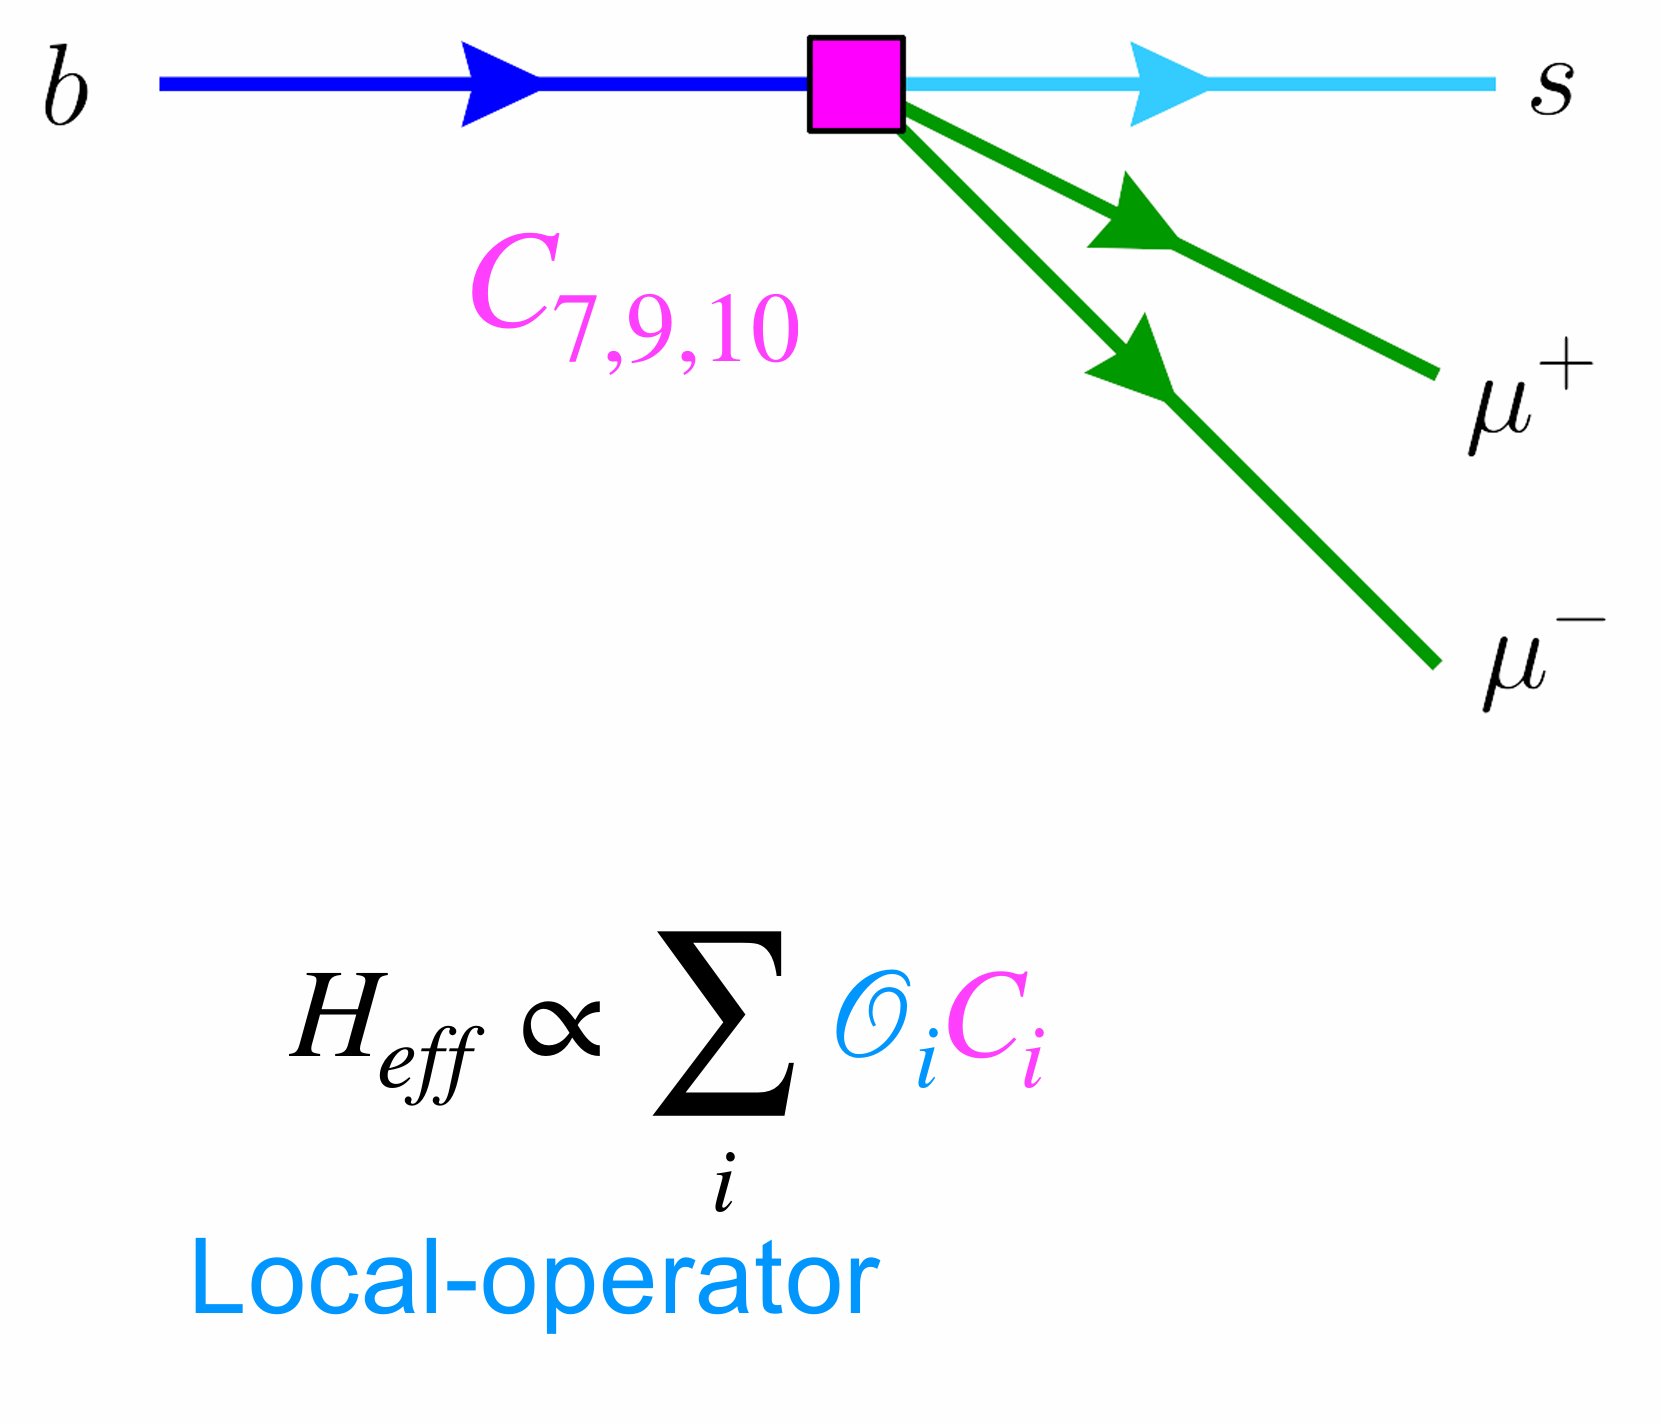 b
s
C7,9,10
μ+
μ−
Heff ∝ ∑ 𝒪iCi
i
Local-operator